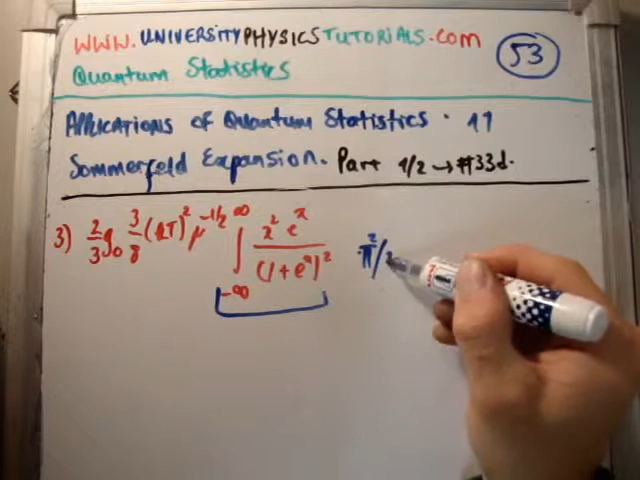 WWW.UNIVERSITYPHYSICSTUTORIALS.COM
53
Quantum Statistics
Applications of Quantum Statistics. 11
Sommerfeld Expansion. Part 1/2 → #33d.
3) 2/3 g₀ 3/8 (kT)² μ^-1/2 ∫_-∞^∞ x² e^x / (1+e^x)² π²/